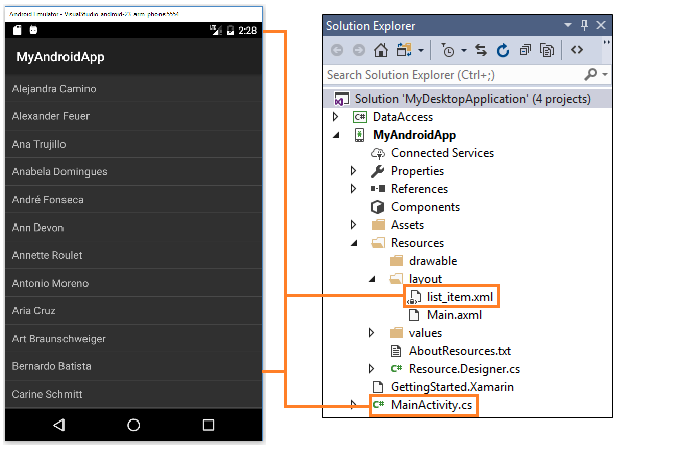 Android Emulator - VisualStudio_android-23_arm_phone:5554
2:28
MyAndroidApp
Alejandra Camino
Alexander Feuer
Ana Trujillo
Anabela Domingues
André Fonseca
Ann Devon
Annette Roulet
Antonio Moreno
Aria Cruz
Art Braunschweiger
Bernardo Batista
Carine Schmitt
Solution Explorer
Search Solution Explorer (Ctrl+;)
Solution 'MyDesktopApplication' (4 projects)
C# DataAccess
MyAndroidApp
Connected Services
Properties
References
Components
Assets
Resources
drawable
layout
list_item.xml
Main.axml
values
AboutResources.txt
C# Resource.Designer.cs
GettingStarted.Xamarin
C# MainActivity.cs